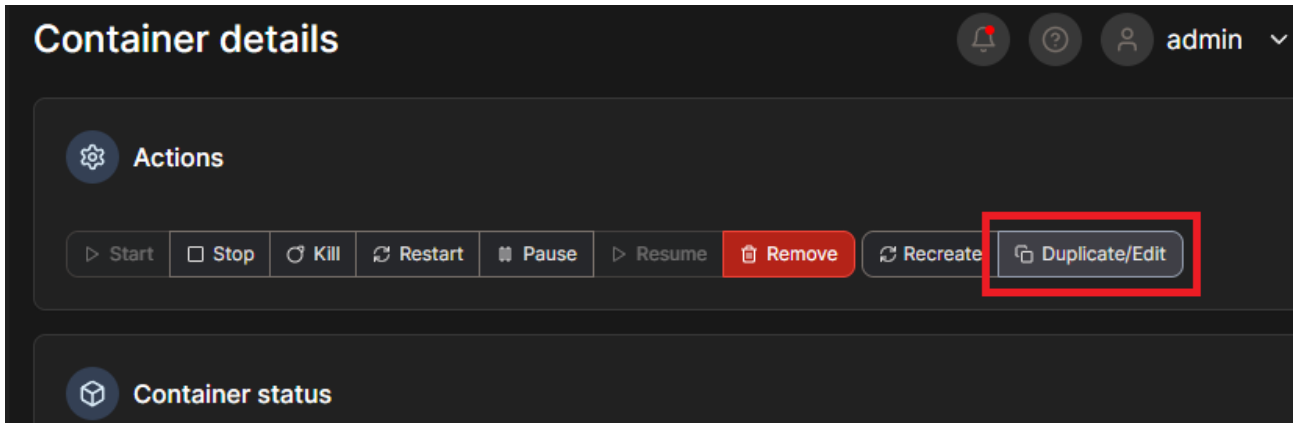 Container details
admin
Actions
Start Stop Kill Restart Pause Resume Remove Recreate Duplicate/Edit
Container status